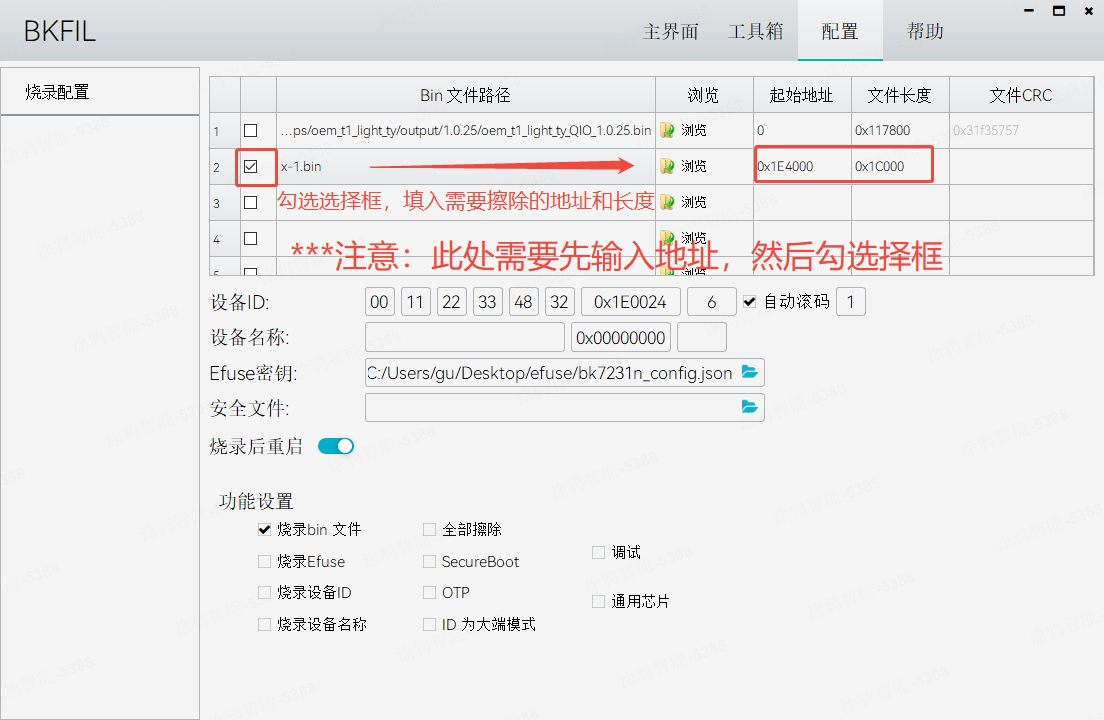 BKFIL
主界面 工具箱 配置 帮助
烧录配置
Bin 文件路径 浏览 起始地址 文件长度 文件CRC
1 ...ps/oem_t1_light_ty/output/1.0.25/oem_t1_light_ty_QIO_1.0.25.bin 浏览 0 0x117800 0x31f35757
2 x-1.bin 浏览 0x1E4000 0x1C000
3 勾选选择框，填入需要擦除的地址和长度 浏览
4 浏览
***注意：此处需要先输入地址，然后勾选择框
5 浏览
设备ID: 00 11 22 33 48 32 0x1E0024 6 自动滚码 1
设备名称: 0x00000000
Efuse密钥: C:/Users/gu/Desktop/efuse/bk7231n_config.json
安全文件:
烧录后重启
功能设置
烧录bin 文件 全部擦除
调试
烧录Efuse SecureBoot
烧录设备ID OTP
通用芯片
烧录设备名称 ID 为大端模式